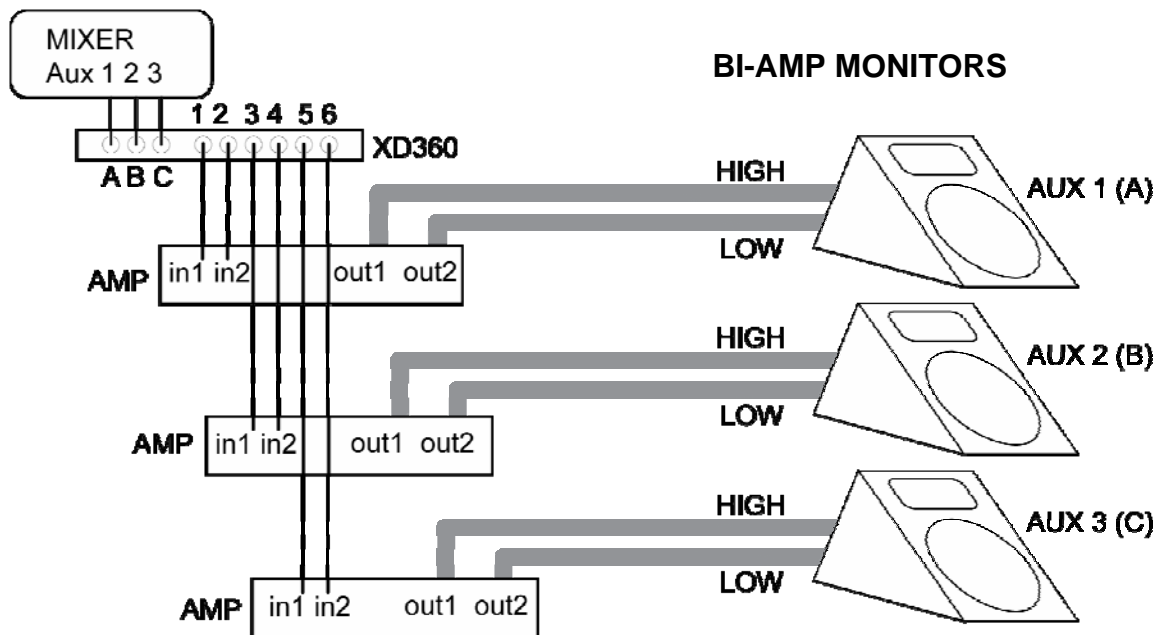 MIXER
Aux 1 2 3
BI-AMP MONITORS
1 2 3 4 5 6
XD360
A B C
HIGH
AUX 1 (A)
LOW
AMP
in1 in2
out1 out2
HIGH
AUX 2 (B)
LOW
AMP
in1 in2
out1 out2
HIGH
AUX 3 (C)
LOW
AMP
in1 in2
out1 out2